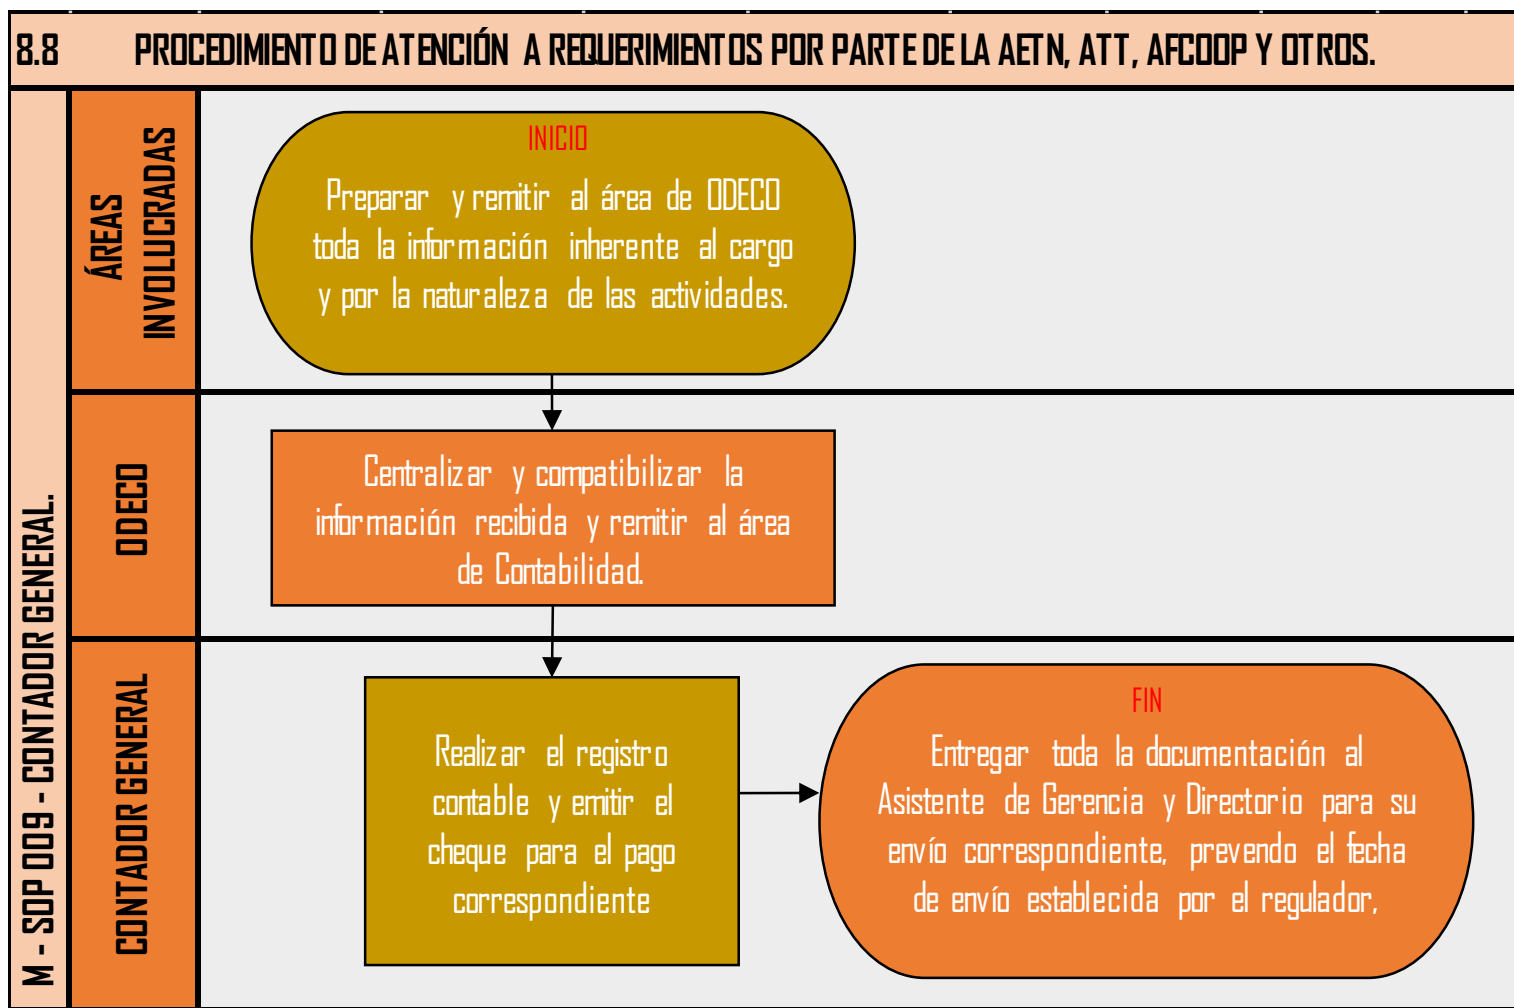 8.8 PROCEDIMIENTO DE ATENCIÓN A REQUERIMIENTOS POR PARTE DE LA AETN, ATT, AFCOOP Y OTROS.
M - SDP 009 - CONTADOR GENERAL.
ÁREAS
INVOLUCRADAS
INICIO
Preparar y remitir al área de ODECO
toda la información inherente al cargo
y por la naturaleza de las actividades.
ODECO
Centralizar y compatibilizar la
información recibida y remitir al área
de Contabilidad.
CONTADOR GENERAL
Realizar el registro
contable y emitir el
cheque para el pago
correspondiente
FIN
Entregar toda la documentación al
Asistente de Gerencia y Directorio para su
envío correspondiente, prevendo el fecha
de envío establecida por el regulador,